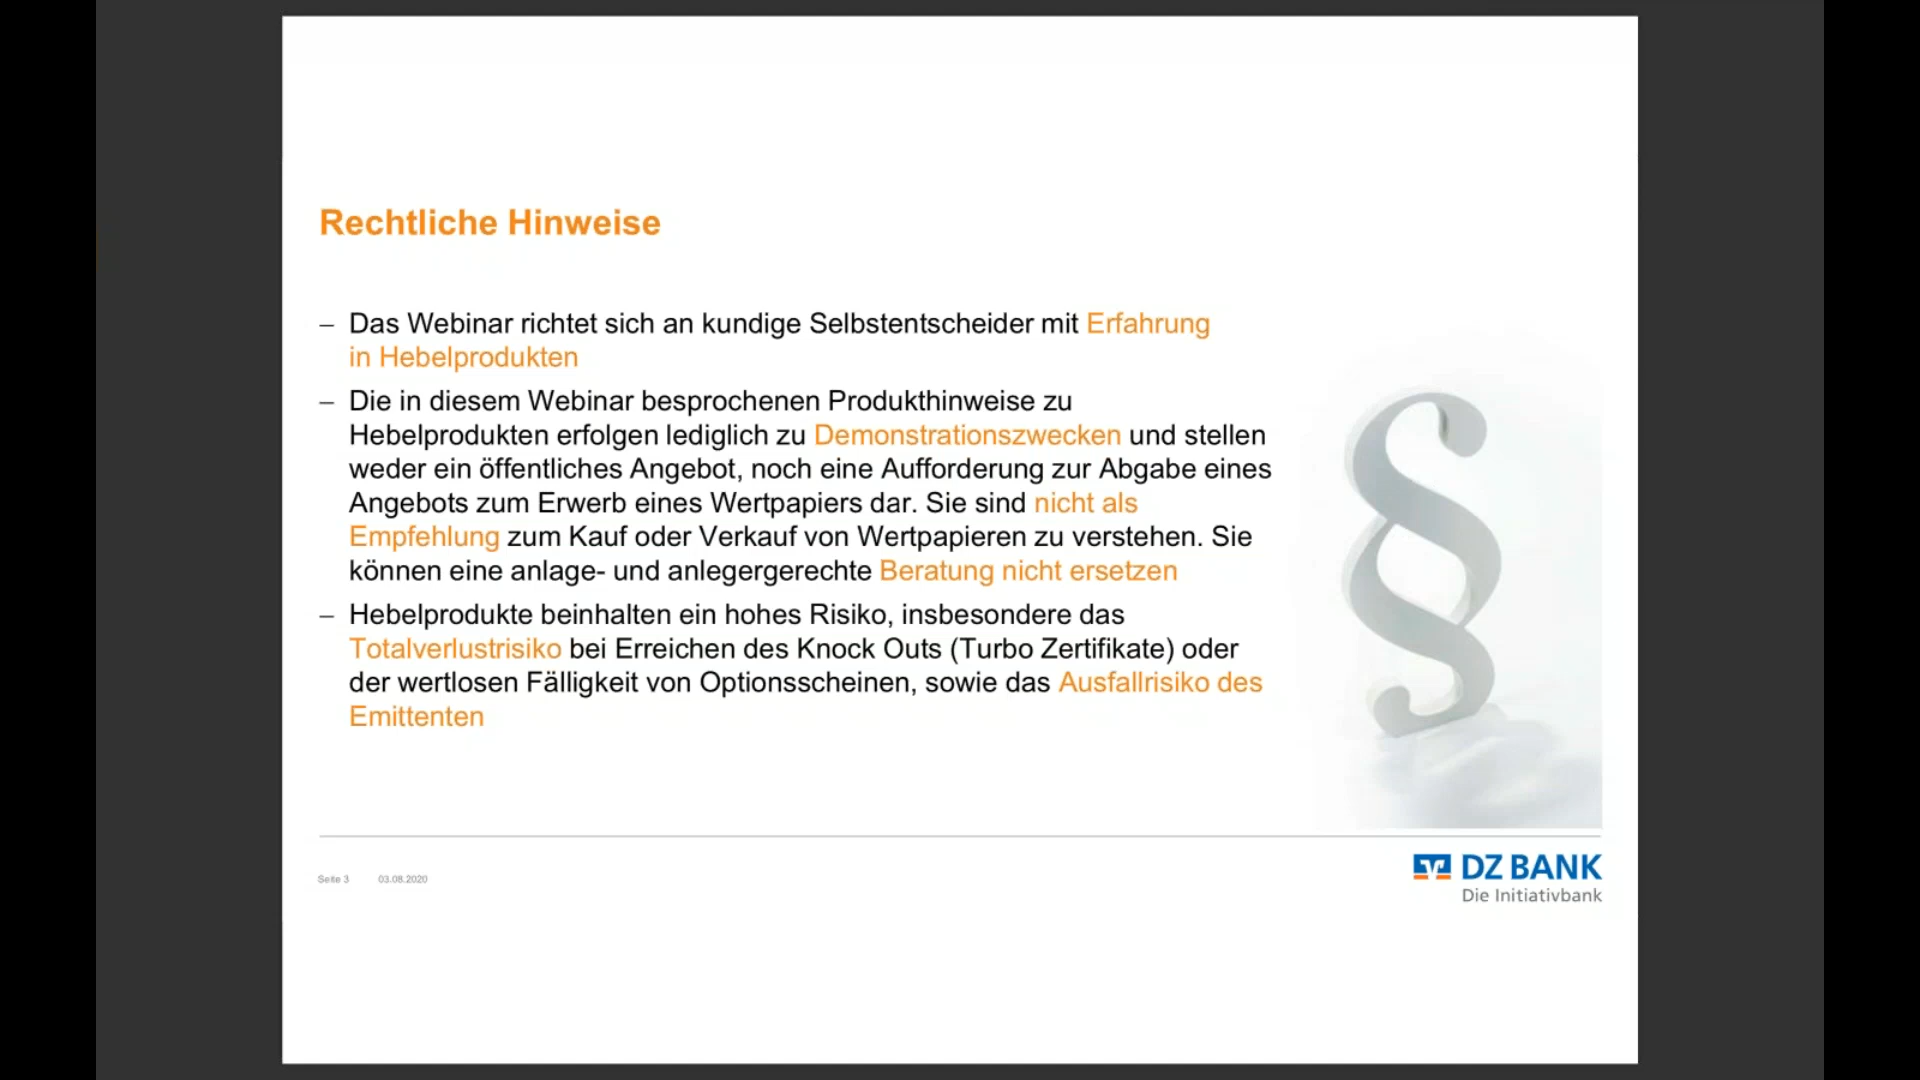 Rechtliche Hinweise
– Das Webinar richtet sich an kundige Selbstentscheider mit Erfahrung
in Hebelprodukten
– Die in diesem Webinar besprochenen Produkthinweise zu
Hebelprodukten erfolgen lediglich zu Demonstrationszwecken und stellen
weder ein öffentliches Angebot, noch eine Aufforderung zur Abgabe eines
Angebots zum Erwerb eines Wertpapiers dar. Sie sind nicht als
Empfehlung zum Kauf oder Verkauf von Wertpapieren zu verstehen. Sie
können eine anlage- und anlegergerechte Beratung nicht ersetzen
– Hebelprodukte beinhalten ein hohes Risiko, insbesondere das
Totalverlustrisiko bei Erreichen des Knock Outs (Turbo Zertifikate) oder
der wertlosen Fälligkeit von Optionsscheinen, sowie das Ausfallrisiko des
Emittenten
§
Seite 3 03.08.2020
DZ BANK
Die Initiativbank